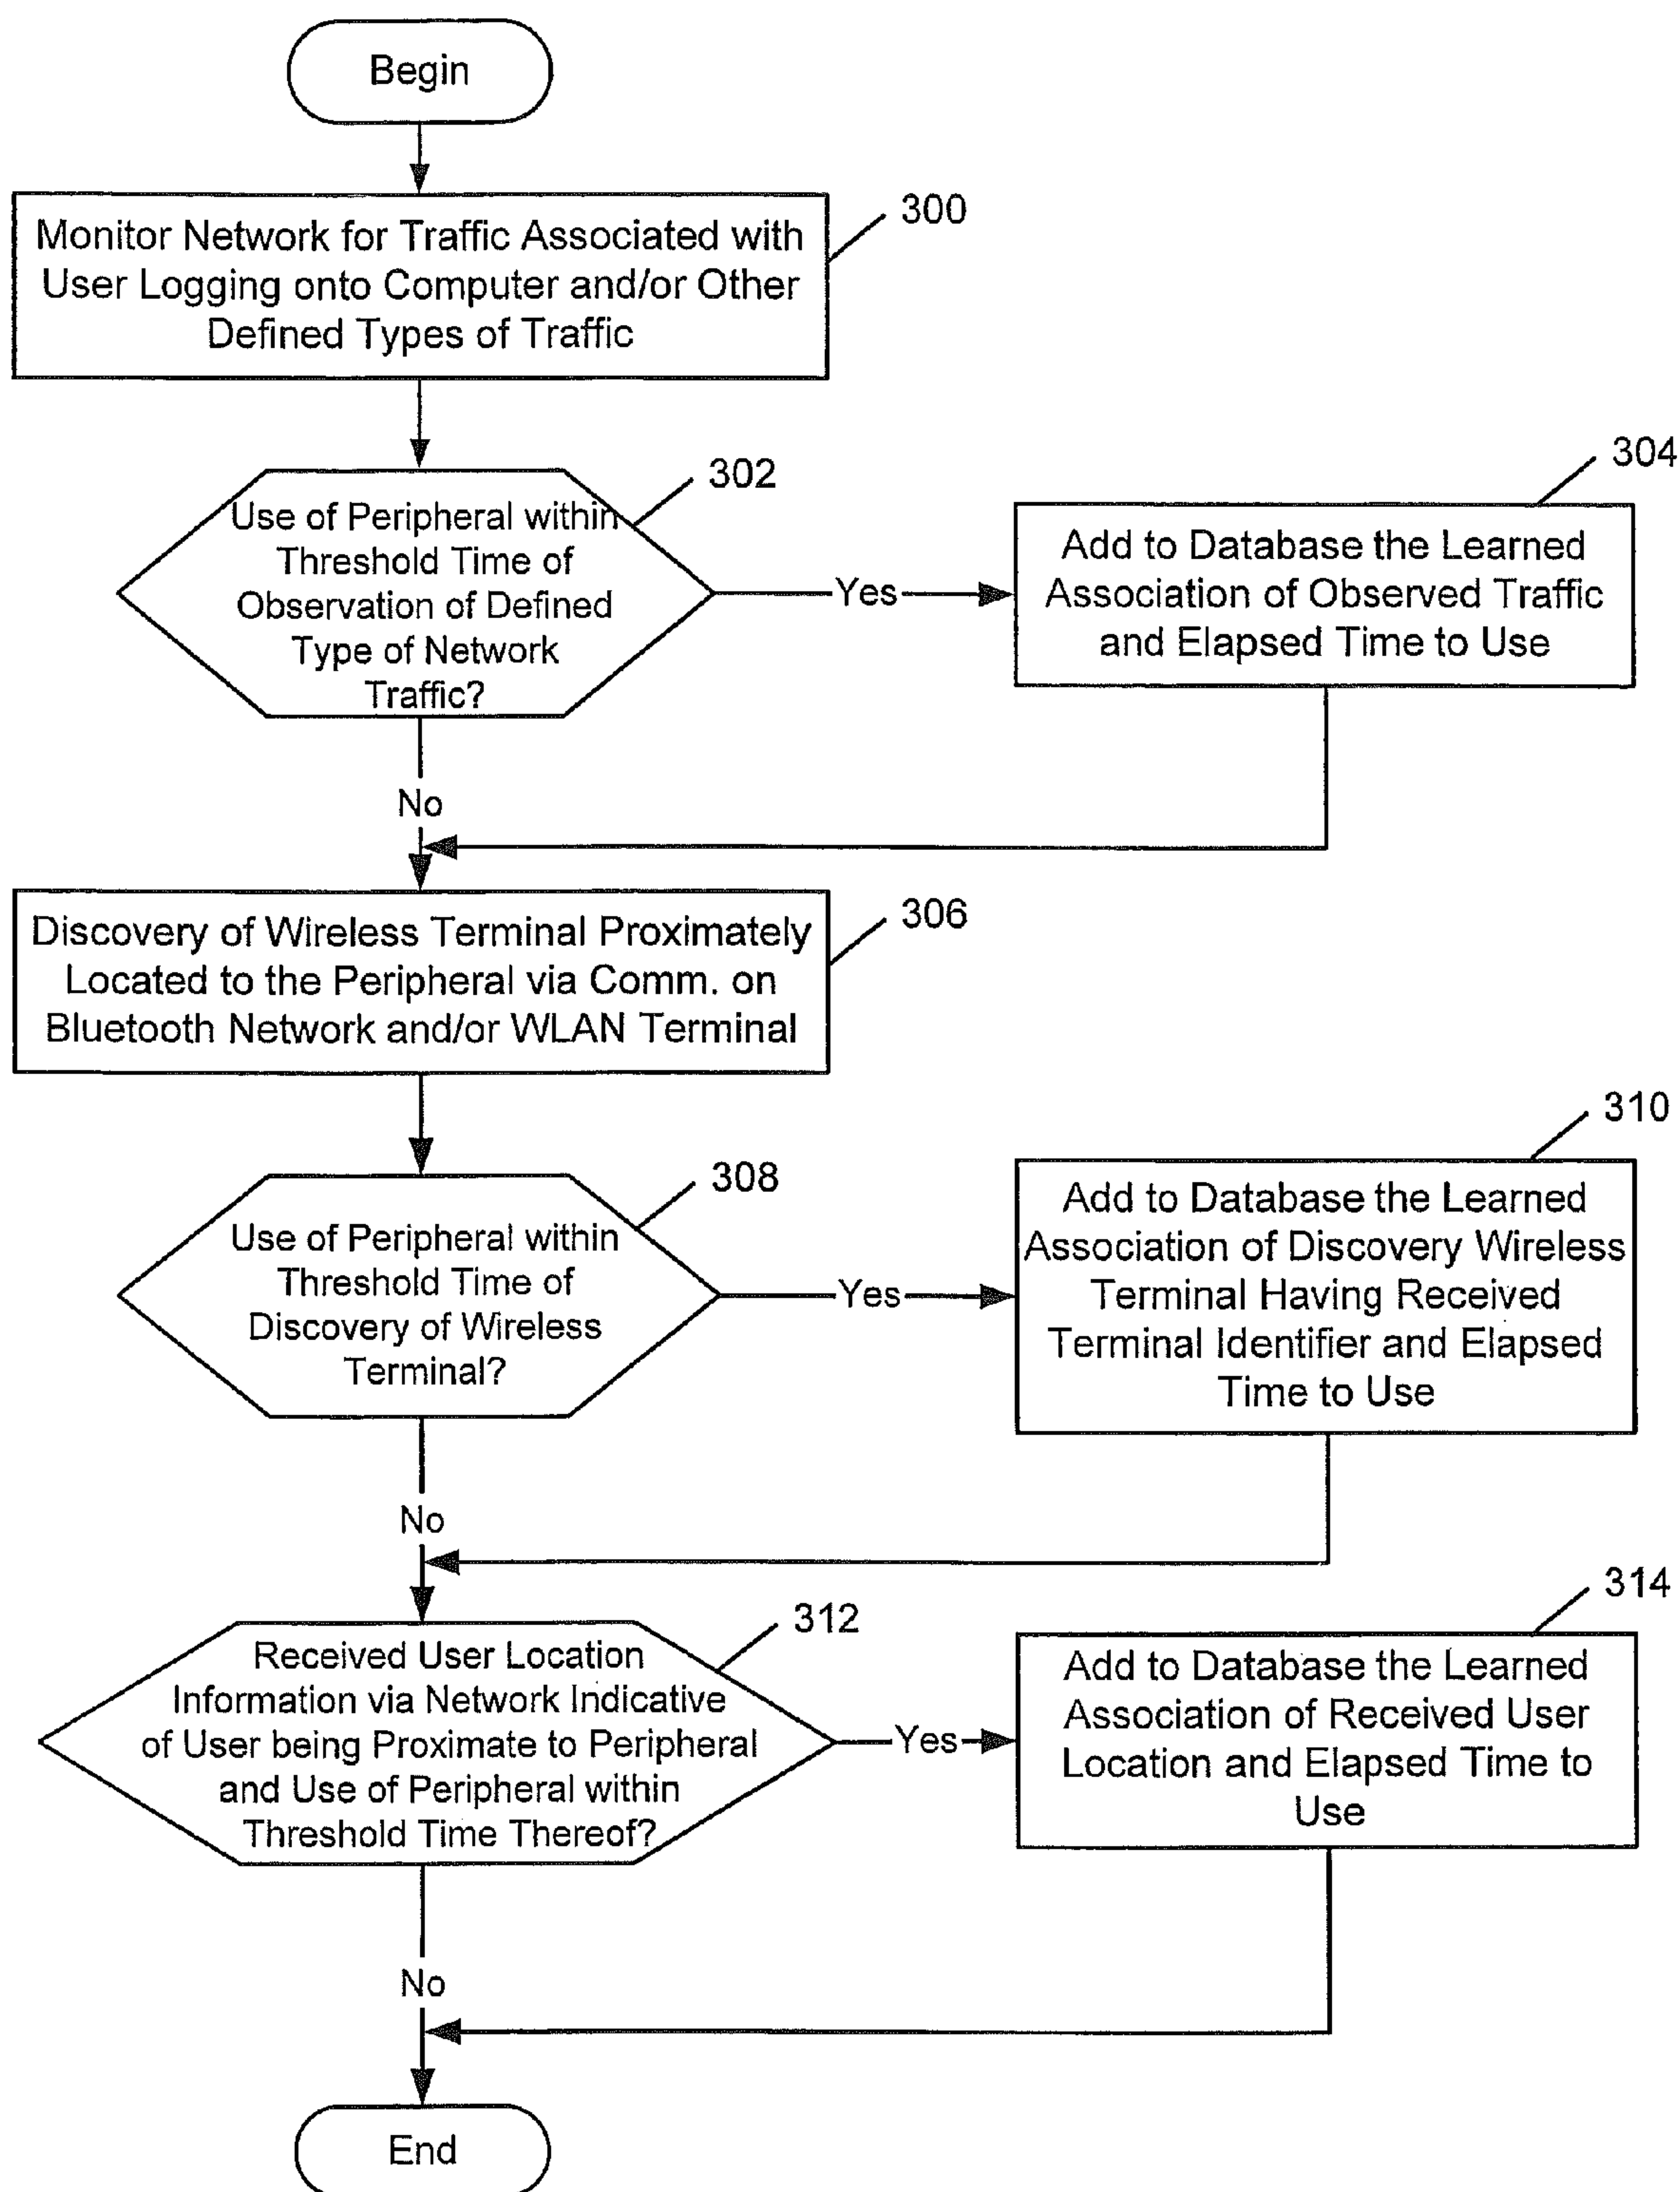 Begin
300
Monitor Network for Traffic Associated with
User Logging onto Computer and/or Other
Defined Types of Traffic
302
Use of Peripheral within
Threshold Time of
Observation of Defined
Type of Network
Traffic?
Yes
304
Add to Database the Learned
Association of Observed Traffic
and Elapsed Time to Use
No
306
Discovery of Wireless Terminal Proximately
Located to the Peripheral via Comm. on
Bluetooth Network and/or WLAN Terminal
308
Use of Peripheral within
Threshold Time of
Discovery of Wireless
Terminal?
Yes
310
Add to Database the Learned
Association of Discovery Wireless
Terminal Having Received
Terminal Identifier and Elapsed
Time to Use
No
312
Received User Location
Information via Network Indicative
of User being Proximate to Peripheral
and Use of Peripheral within
Threshold Time Thereof?
Yes
314
Add to Database the Learned
Association of Received User
Location and Elapsed Time to
Use
No
End